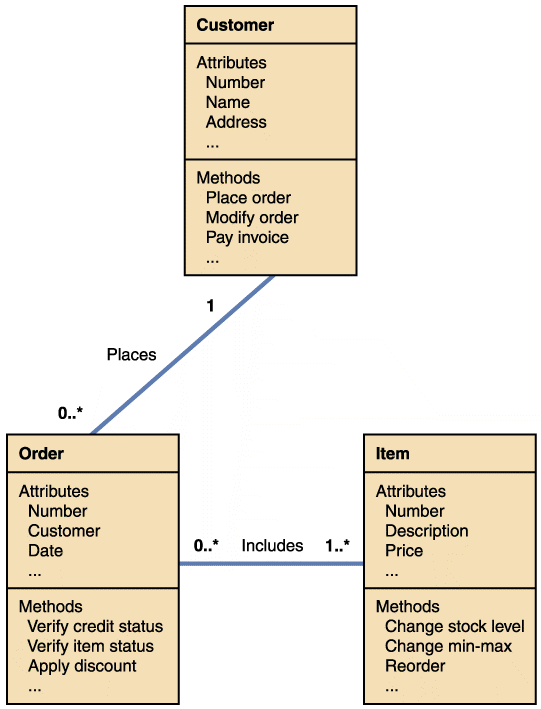 Customer
Attributes
Number
Name
Address
...
Methods
Place order
Modify order
Pay invoice
...
1
Places
0..*
Order
Attributes
Number
Customer
Date
...
Methods
Verify credit status
Verify item status
Apply discount
...
0..* Includes 1..*
Item
Attributes
Number
Description
Price
...
Methods
Change stock level
Change min-max
Reorder
...